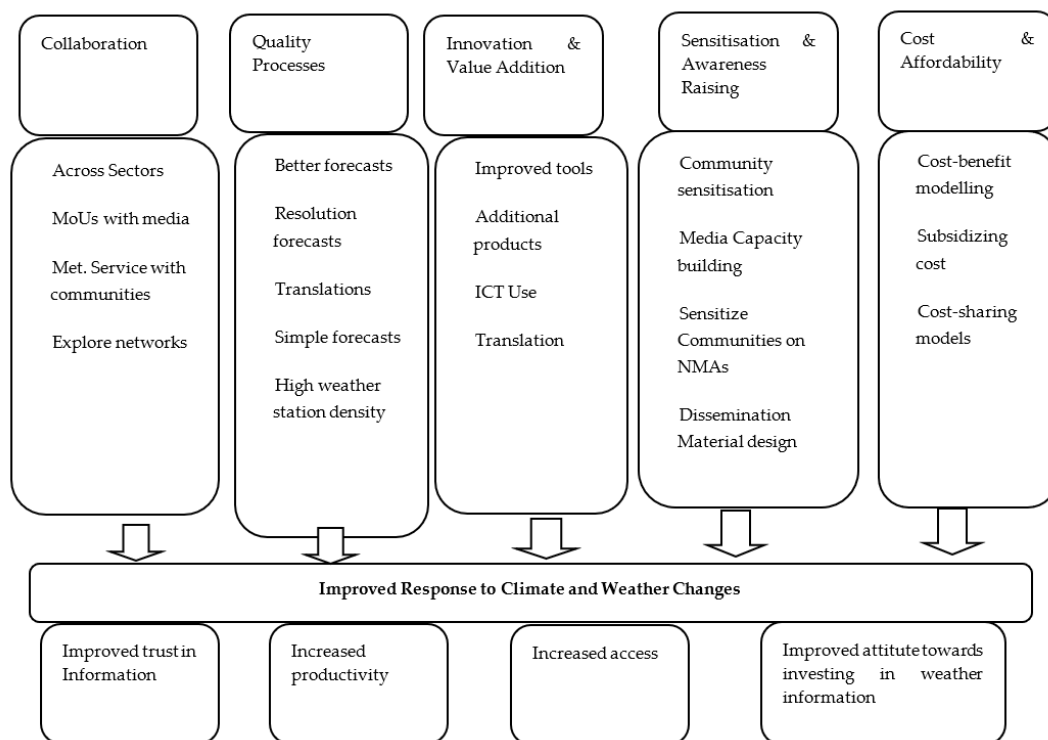 Collaboration
Quality
Processes
Innovation &
Value Addition
Sensitisation &
Awareness
Raising
Cost &
Affordability
Across Sectors
MoUs with media
Met. Service with
communities
Explore networks
Better forecasts
Resolution
forecasts
Translations
Simple forecasts
High weather
station density
Improved tools
Additional
products
ICT Use
Translation
Community
sensitisation
Media Capacity
building
Sensitize
Communities on
NMAs
Dissemination
Material design
Cost-benefit
modelling
Subsidizing
cost
Cost-sharing
models
Improved Response to Climate and Weather Changes
Improved trust in
Information
Increased
productivity
Increased access
Improved attitute towards
investing in weather
information